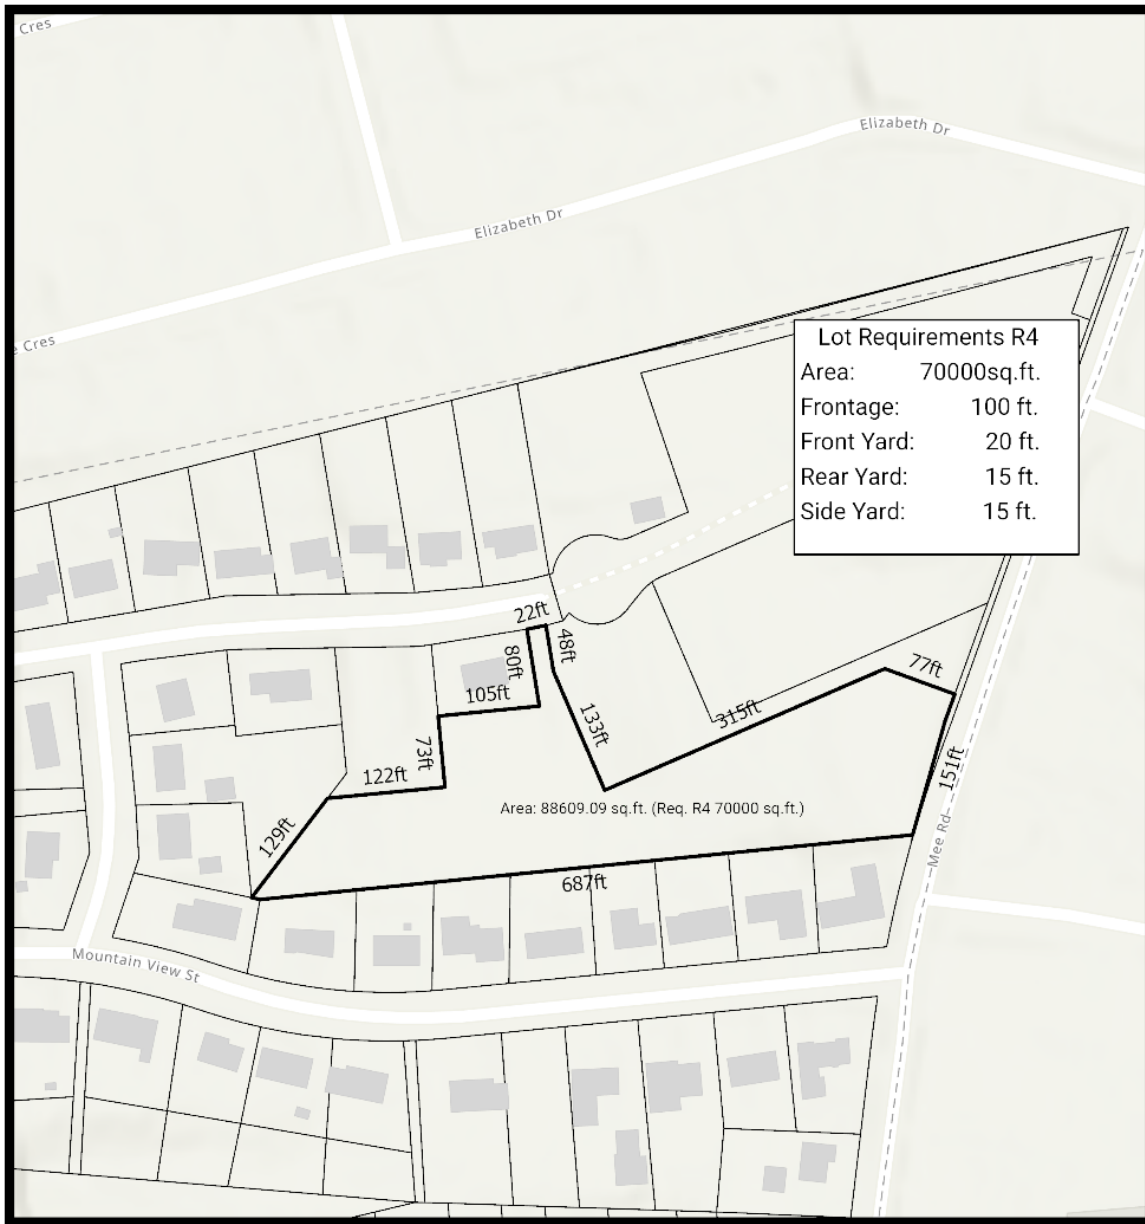 Cres
Elizabeth Dr
Elizabeth Dr
e Cres
Lot Requirements R4
Area: 70000sq.ft.
Frontage: 100 ft.
Front Yard: 20 ft.
Rear Yard: 15 ft.
Side Yard: 15 ft.
22ft
48ft
80ft
105ft
77ft
133ft
315ft
73ft
122ft
151ft
Area: 88609.09 sq.ft. (Req. R4 70000 sq.ft.)
129ft
Mee Rd
687ft
Mountain View St